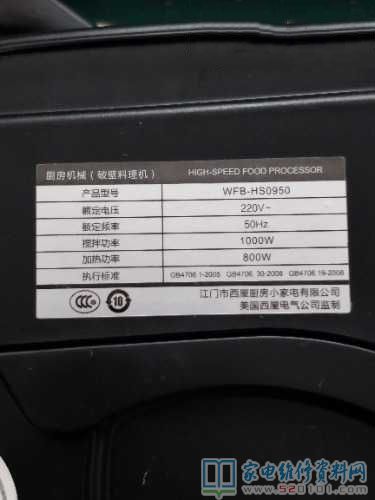 厨房机械（破壁料理机） HIGH-SPEED FOOD PROCESSOR
产品型号 WFB-HS0950
额定电压 220V~
额定频率 50Hz
搅拌功率 1000W
加热功率 800W
执行标准 GB4706.1-2005 GB4706.30-2008 GB4706.19-2008
CCC 10 江门市西屋厨房小家电有限公司
美国西屋电气公司监制
家电维修资料网
www.520101.com